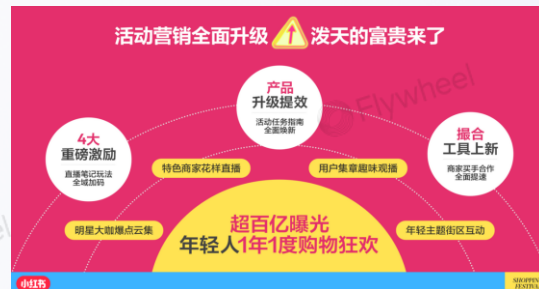 活动营销全面升级 泼天的富贵来了
产品
升级提效
活动任务指南
全面焕新
4大
重磅激励
直播笔记玩法
全域加码
撮合
工具上新
商家买手合作
全面提速
特色商家花样直播
用户集章趣味观播
明星大咖爆点云集
年轻主题街区互动
超百亿曝光
年轻人1年1度购物狂欢
小红书
SHOPPING
FESTIVAL
Flywheel